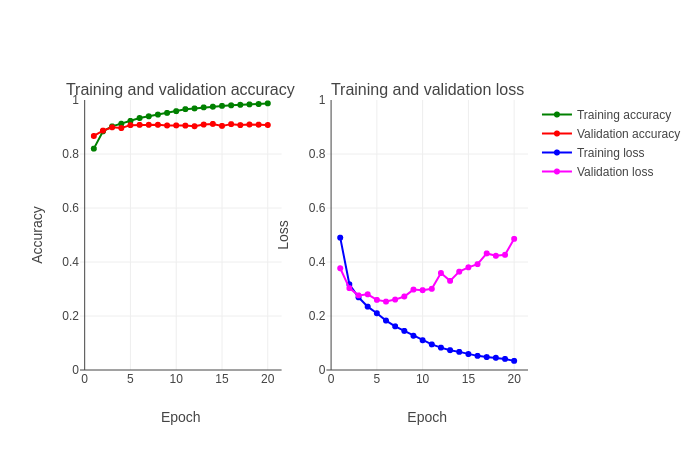 Training and validation accuracy
Training and validation loss
1
0.8
0.6
0.4
0.2
0
0
5
10
15
20
Accuracy
Epoch
1
0.8
0.6
0.4
0.2
0
0
5
10
15
20
Loss
Epoch
Training accuracy
Validation accuracy
Training loss
Validation loss